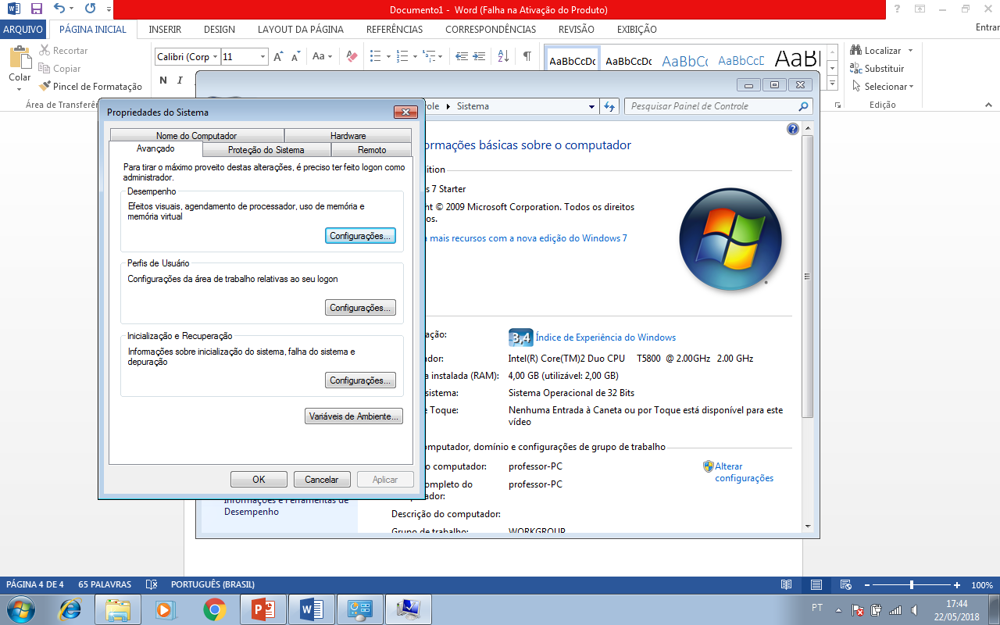 Documento1 - Word (Falha na Ativação do Produto)
ARQUIVO PÁGINA INICIAL INSERIR DESIGN LAYOUT DA PÁGINA REFERÊNCIAS CORRESPONDÊNCIAS REVISÃO EXIBIÇÃO Entrar
Colar
Recortar
Copiar
Pincel de Formatação
Área de Transferên
Calibri (Corp 11
N I
AaBbCcDc AaBbCcDc AaBbCc AaBbCcD AaB
Localizar
Substituir
Selecionar
Edição
Propriedades do Sistema
Nome do Computador Hardware
Avançado Proteção do Sistema Remoto
Para tirar o máximo proveito destas alterações, é preciso ter feito logon como
administrador.
Desempenho
Efeitos visuais, agendamento de processador, uso de memória e
memória virtual
Configurações...
Perfis de Usuário
Configurações da área de trabalho relativas ao seu logon
Configurações...
Inicialização e Recuperação
Informações sobre inicialização do sistema, falha do sistema e
depuração
Configurações...
Variáveis de Ambiente...
OK Cancelar Aplicar
ole Sistema
Pesquisar Painel de Controle
ormações básicas sobre o computador
dition
s 7 Starter
ht © 2009 Microsoft Corporation. Todos os direitos
os.
mais recursos com a nova edição do Windows 7
ação: 3,4 Índice de Experiência do Windows
dor: Intel(R) Core(TM)2 Duo CPU T5800 @ 2.00GHz 2.00 GHz
a instalada (RAM): 4,00 GB (utilizável: 2,00 GB)
sistema: Sistema Operacional de 32 Bits
e Toque: Nenhuma Entrada à Caneta ou por Toque está disponível para este
vídeo
omputador, domínio e configurações de grupo de trabalho
o computador: professor-PC
Alterar
configurações
ompleto do professor-PC
dor:
Descrição do computador:
Grupo de trabalho: WORKGROUP
Informações e Ferramentas de
Desempenho
PÁGINA 4 DE 4 65 PALAVRAS PORTUGUÊS (BRASIL) 100%
PT 17:44
22/05/2018